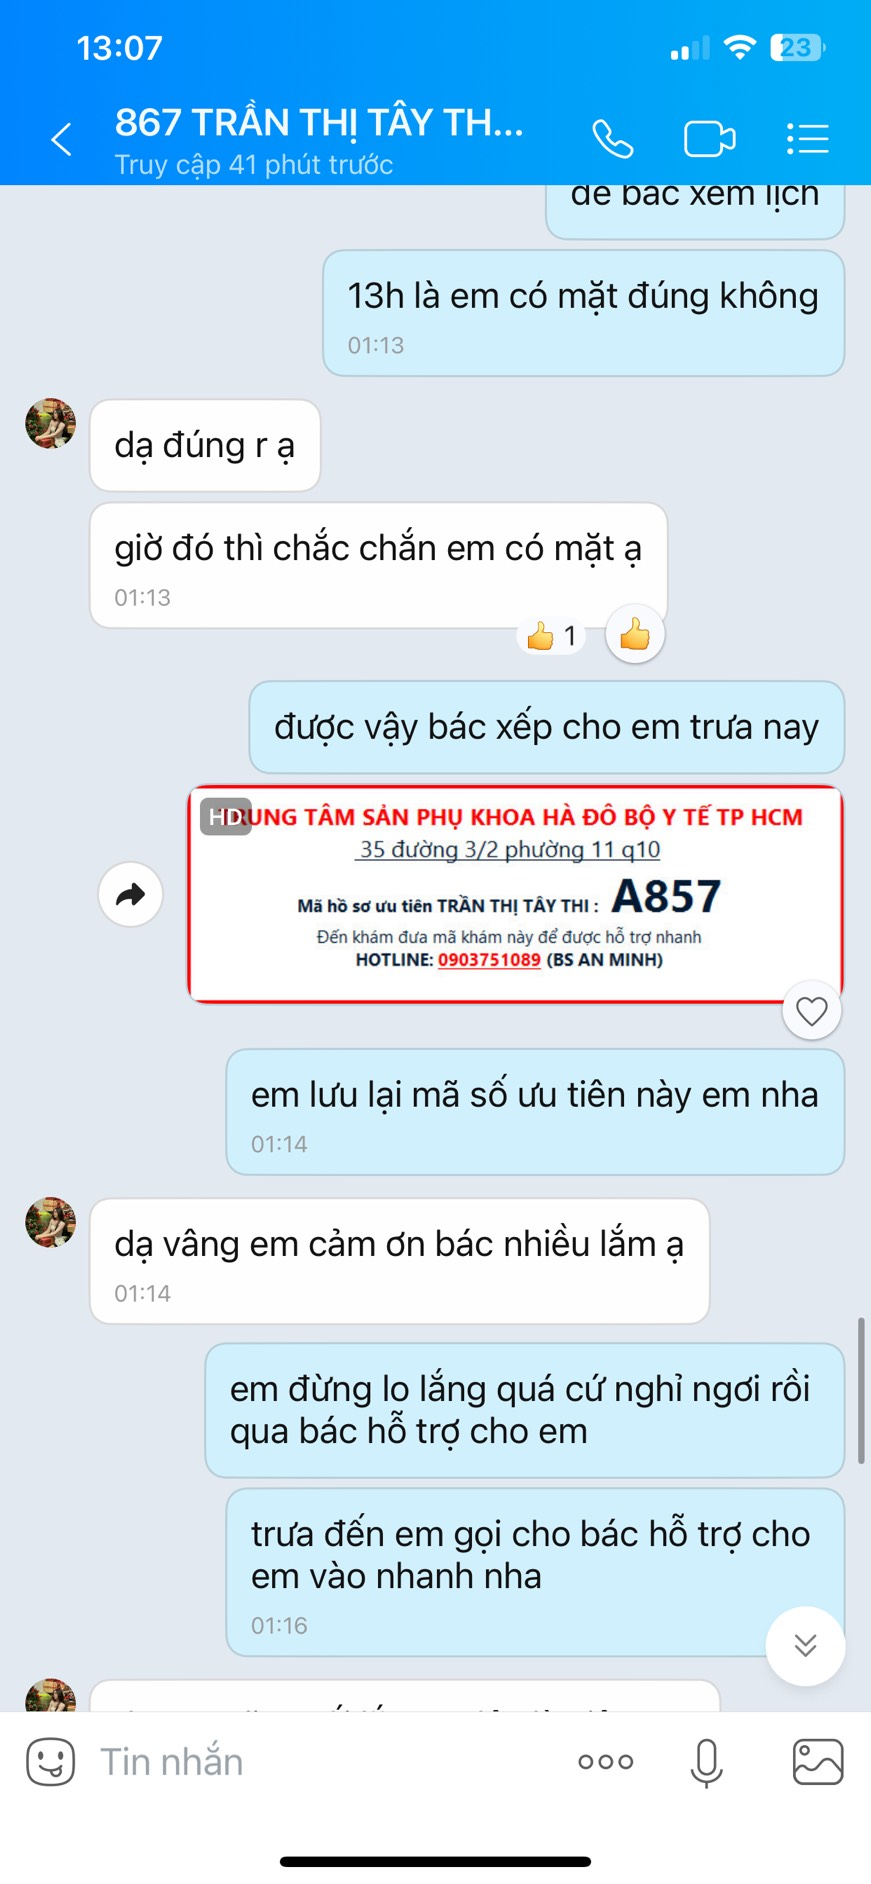 13:07
23
867 TRẦN THỊ TÂY TH...
Truy cập 41 phút trước
để bác xem lịch
13h là em có mặt đúng không
01:13
dạ đúng r ạ
giờ đó thì chắc chắn em có mặt ạ
01:13
1
được vậy bác xếp cho em trưa nay
HD
TRUNG TÂM SẢN PHỤ KHOA HÀ ĐÔ BỘ Y TẾ TP HCM
35 đường 3/2 phường 11 q10
Mã hồ sơ ưu tiên TRẦN THỊ TÂY THI : A857
Đến khám đưa mã khám này để được hỗ trợ nhanh
HOTLINE: 0903751089 (BS AN MINH)
em lưu lại mã số ưu tiên này em nha
01:14
dạ vâng em cảm ơn bác nhiều lắm ạ
01:14
em đừng lo lắng quá cứ nghỉ ngơi rồi
qua bác hỗ trợ cho em
trưa đến em gọi cho bác hỗ trợ cho
em vào nhanh nha
01:16
Tin nhắn